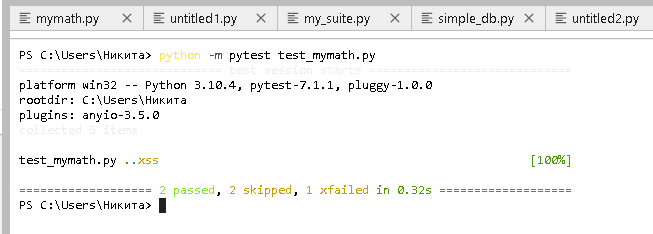 mymath.py untitled1.py my_suite.py simple_db.py untitled2.py
PS C:\Users\Никита> python -m pytest test_mymath.py
============================= test session starts =============================
platform win32 -- Python 3.10.4, pytest-7.1.1, pluggy-1.0.0
rootdir: C:\Users\Никита
plugins: anyio-3.5.0
collected 5 items
test_mymath.py ..xss [100%]
=================== 2 passed, 2 skipped, 1 xfailed in 0.32s ===================
PS C:\Users\Никита>